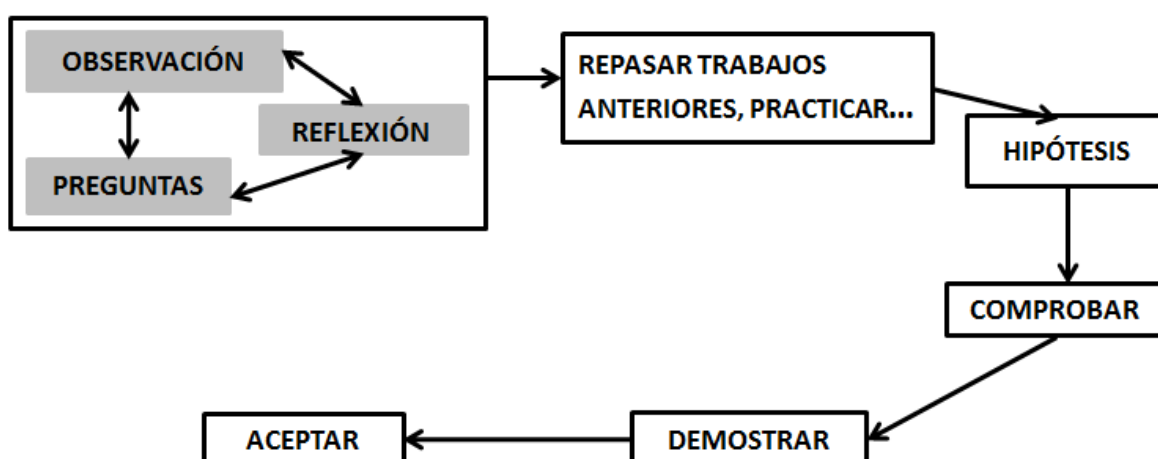 OBSERVACIÓN
REFLEXIÓN
PREGUNTAS
REPASAR TRABAJOS
ANTERIORES, PRACTICAR...
HIPÓTESIS
COMPROBAR
DEMOSTRAR
ACEPTAR